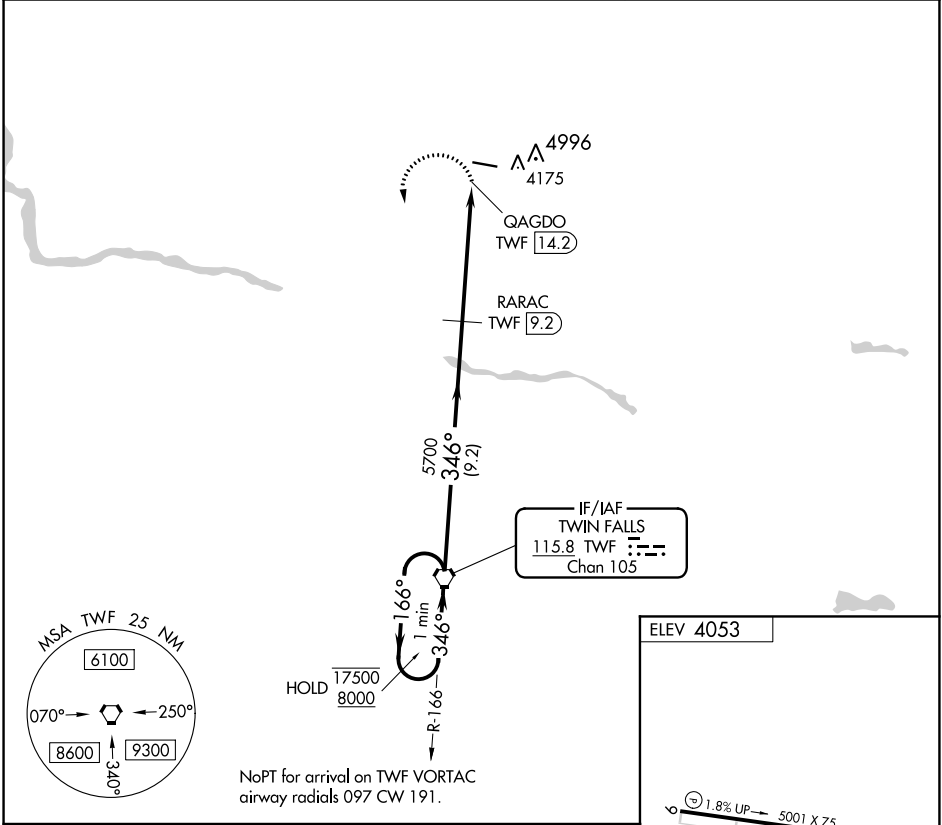 4996
4175
QAGDO
TWF 14.2
RARAC
TWF 9.2
5700
346°
(9.2)
IF/IAF
TWIN FALLS
115.8 TWF
Chan 105
166°
1 min
346°
HOLD 17500
8000
R-166
NoPT for arrival on TWF VORTAC
airway radials 097 CW 191.
MSA TWF 25 NM
6100
070°
250°
8600
9300
340°
ELEV 4053
9
P 1.8% UP
5001 X 75